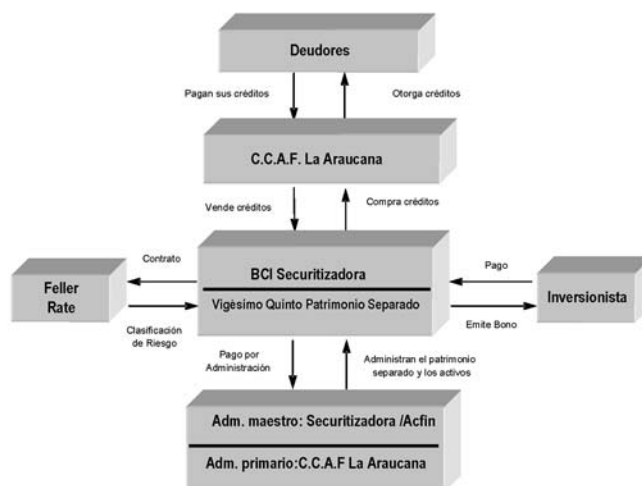 Deudores
Pagan sus créditos
Otorga créditos
C.C.A.F. La Araucana
Vende créditos
Compra créditos
Contrato
BCI Securitizadora
Pago
Feller
Rate
Vigèsimo Quinto Patrimonio Separado
Inversionista
Clasificación
de Riesgo
Emite Bono
Pago por
Administración
Administran el patrimonio
separado y los activos
Adm. maestro: Securitizadora /Acfin
Adm. primario:C.C.A.F La Araucana